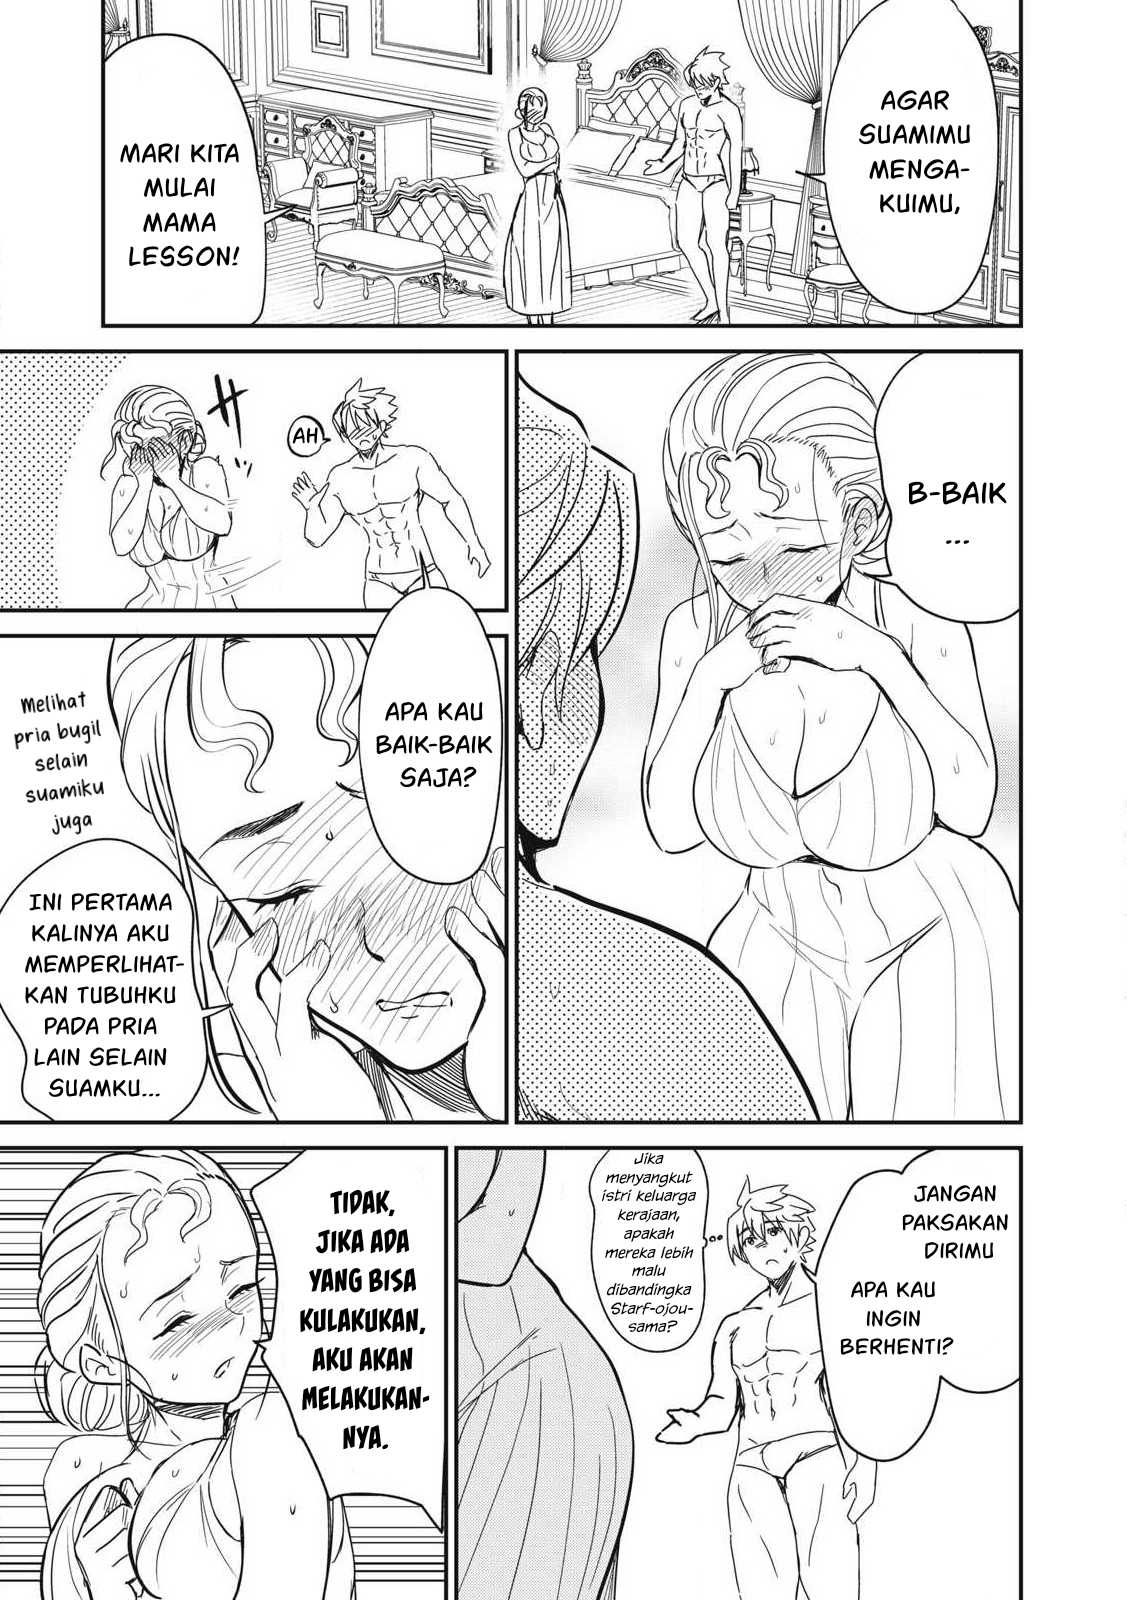 AGAR
SUAMIMU
MENGA-
KUIMU,
MARI KITA
MULAI
MAMA
LESSON!
B-BAIK
...
AH
APA KAU
BAIK-BAIK
SAJA?
Melihat
pria bugil
selain
suamiku
juga
INI PERTAMA
KALINYA AKU
MEMPERLIHAT-
KAN TUBUHKU
PADA PRIA
LAIN SELAIN
SUAMKU...
JANGAN
PAKSAKAN
DIRIMU
APA KAU
INGIN
BERHENTI?
Jika
menyangkut
istri keluarga
kerajaan,
apakah
mereka lebih
malu
dibandingka
Starf-ojou-
sama?
TIDAK,
JIKA ADA
YANG BISA
KULAKUKAN,
AKU AKAN
MELAKUKAN-
NYA.